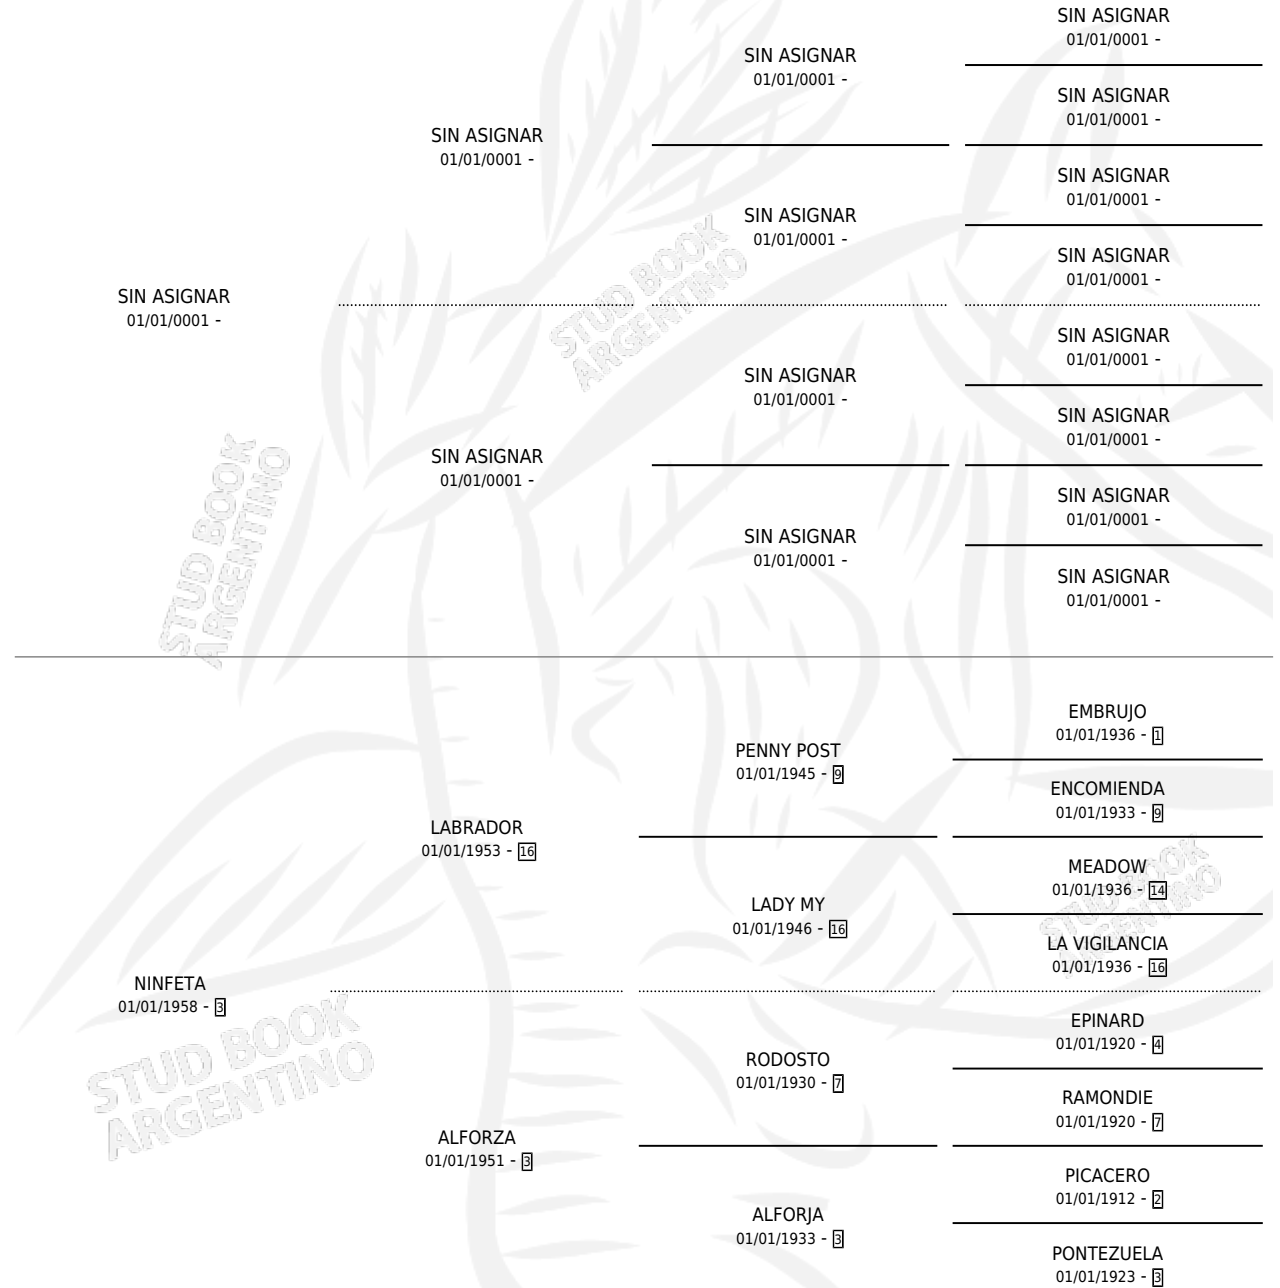 SIN ASIGNAR
01/01/0001 -
SIN ASIGNAR
01/01/0001 -
SIN ASIGNAR
01/01/0001 -
SIN ASIGNAR
01/01/0001 -
SIN ASIGNAR
01/01/0001 -
SIN ASIGNAR
01/01/0001 -
SIN ASIGNAR
01/01/0001 -
SIN ASIGNAR
01/01/0001 -
SIN ASIGNAR
01/01/0001 -
SIN ASIGNAR
01/01/0001 -
SIN ASIGNAR
01/01/0001 -
SIN ASIGNAR
01/01/0001 -
SIN ASIGNAR
01/01/0001 -
SIN ASIGNAR
01/01/0001 -
SIN ASIGNAR
01/01/0001 -
STUD BOOK
ARGENTINO
STUD BOOK
ARGENTINO
EMBRUJO
01/01/1936 - 1
PENNY POST
01/01/1945 - 9
ENCOMIENDA
01/01/1933 - 9
LABRADOR
01/01/1953 - 16
MEADOW
01/01/1936 - 14
LADY MY
01/01/1946 - 16
LA VIGILANCIA
01/01/1936 - 16
NINFETA
01/01/1958 - 3
EPINARD
01/01/1920 - 4
RODOSTO
01/01/1930 - 7
RAMONDIE
01/01/1920 - 7
ALFORZA
01/01/1951 - 3
PICACERO
01/01/1912 - 2
ALFORJA
01/01/1933 - 3
PONTEZUELA
01/01/1923 - 3
STUD BOOK
ARGENTINO
STUD BOOK
ARGENTINO